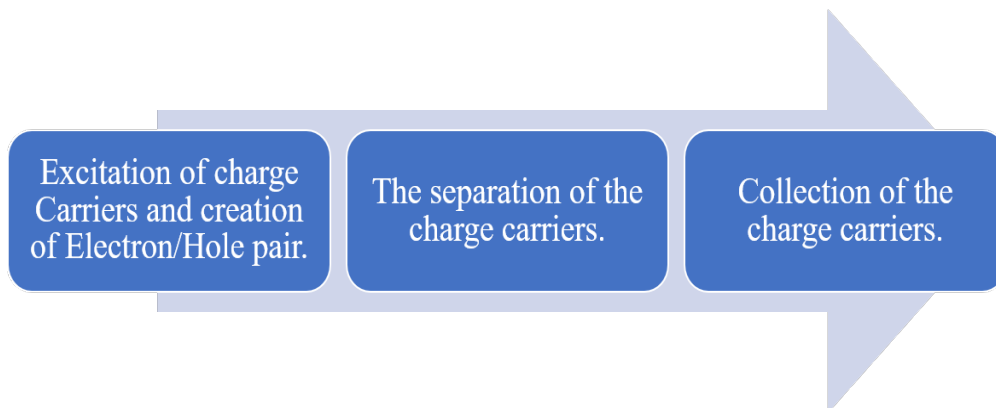 Excitation of charge
Carriers and creation
of Electron/Hole pair.
The separation of the
charge carriers.
Collection of the
charge carriers.